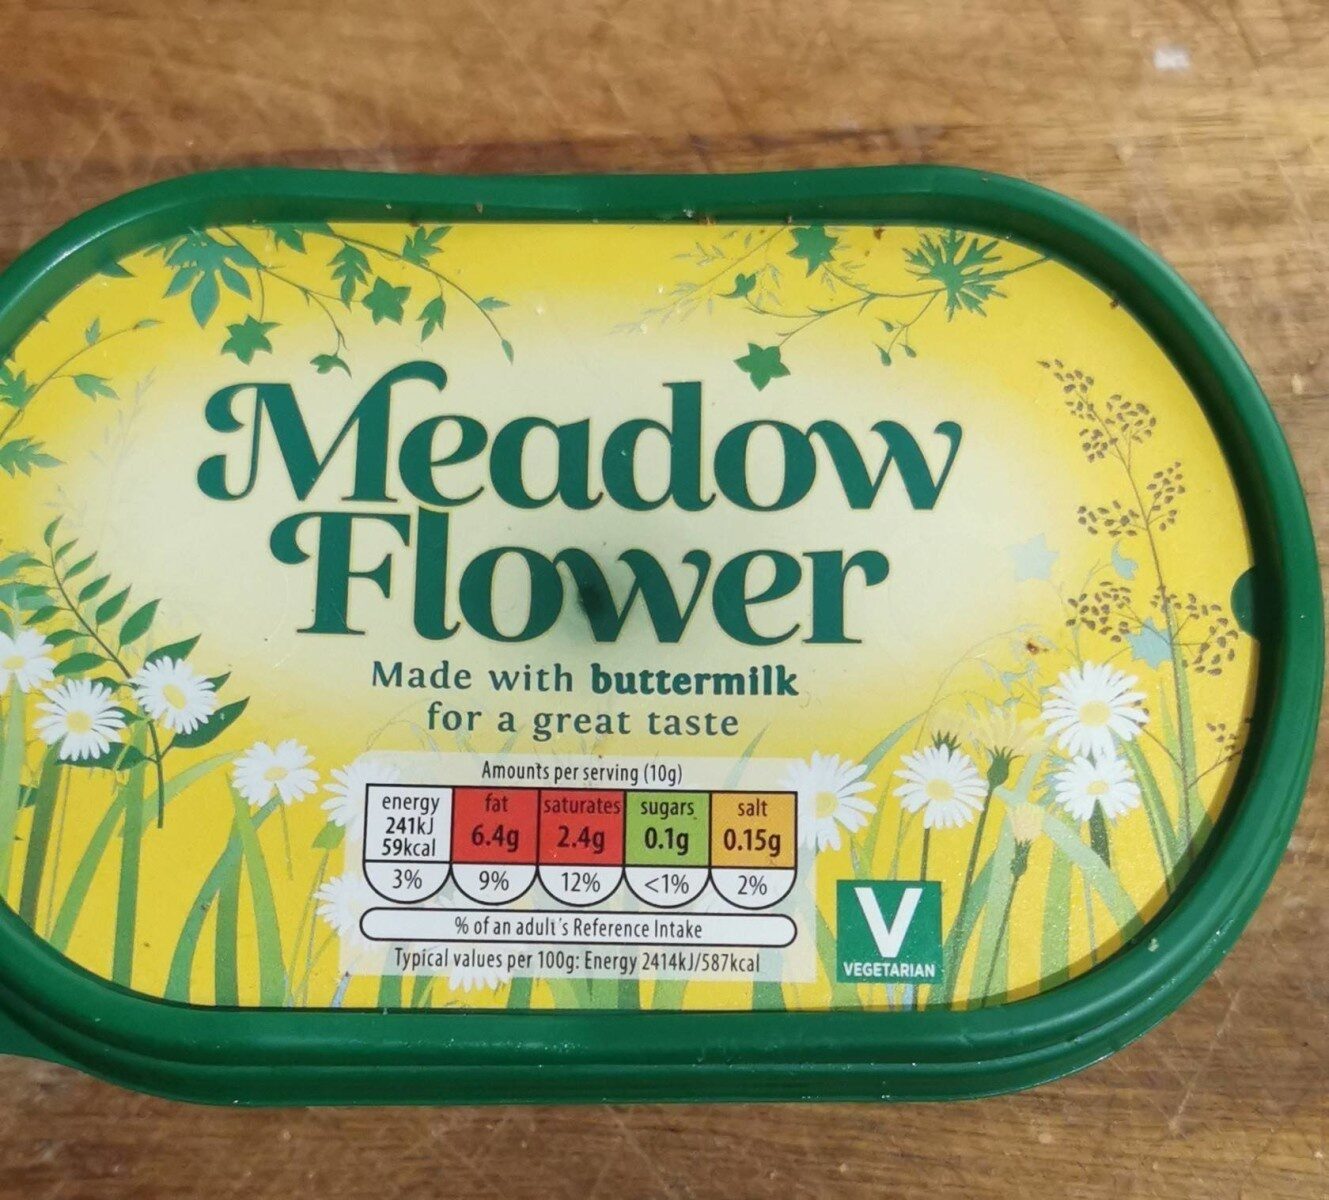 Meadow
Flower
Made with buttermilk
for a great taste
Amounts per serving (10g)
energy 241kJ 59kcal 3%
fat 6.4g 9%
saturates 2.4g 12%
sugars 0.1g <1%
salt 0.15g 2%
% of an adult's Reference Intake
Typical values per 100g: Energy 2414kJ/587kcal
V
VEGETARIAN